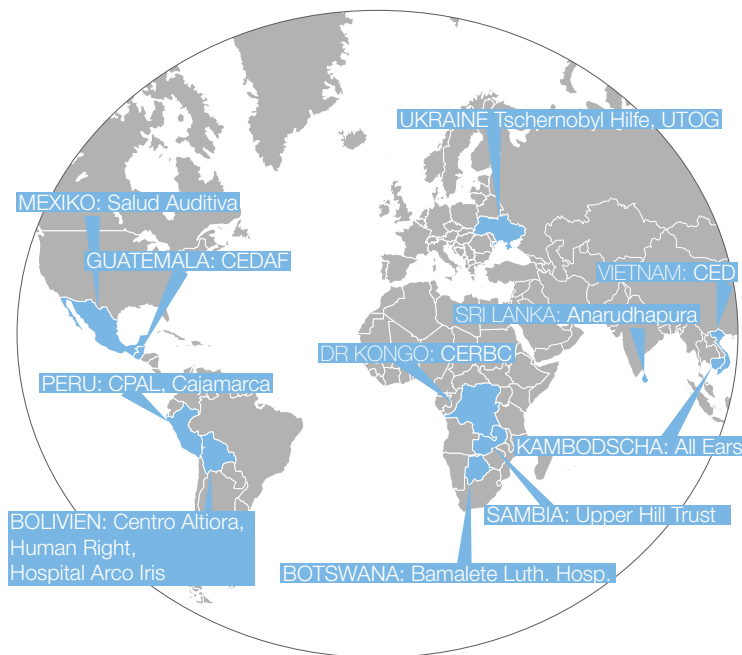 UKRAINE Tschernobyl Hilfe, UTOG
MEXIKO: Salud Auditiva
GUATEMALA: CEDAF
VIETNAM: CED
SRI LANKA: Anarudhapura
DR KONGO: CERBC
PERU: CPAL, Cajamarca
KAMBODSCHA: All Ears
SAMBIA: Upper Hill Trust
BOLIVIEN: Centro Altiora,
Human Right,
Hospital Arco Iris
BOTSWANA: Bamalete Luth. Hosp.